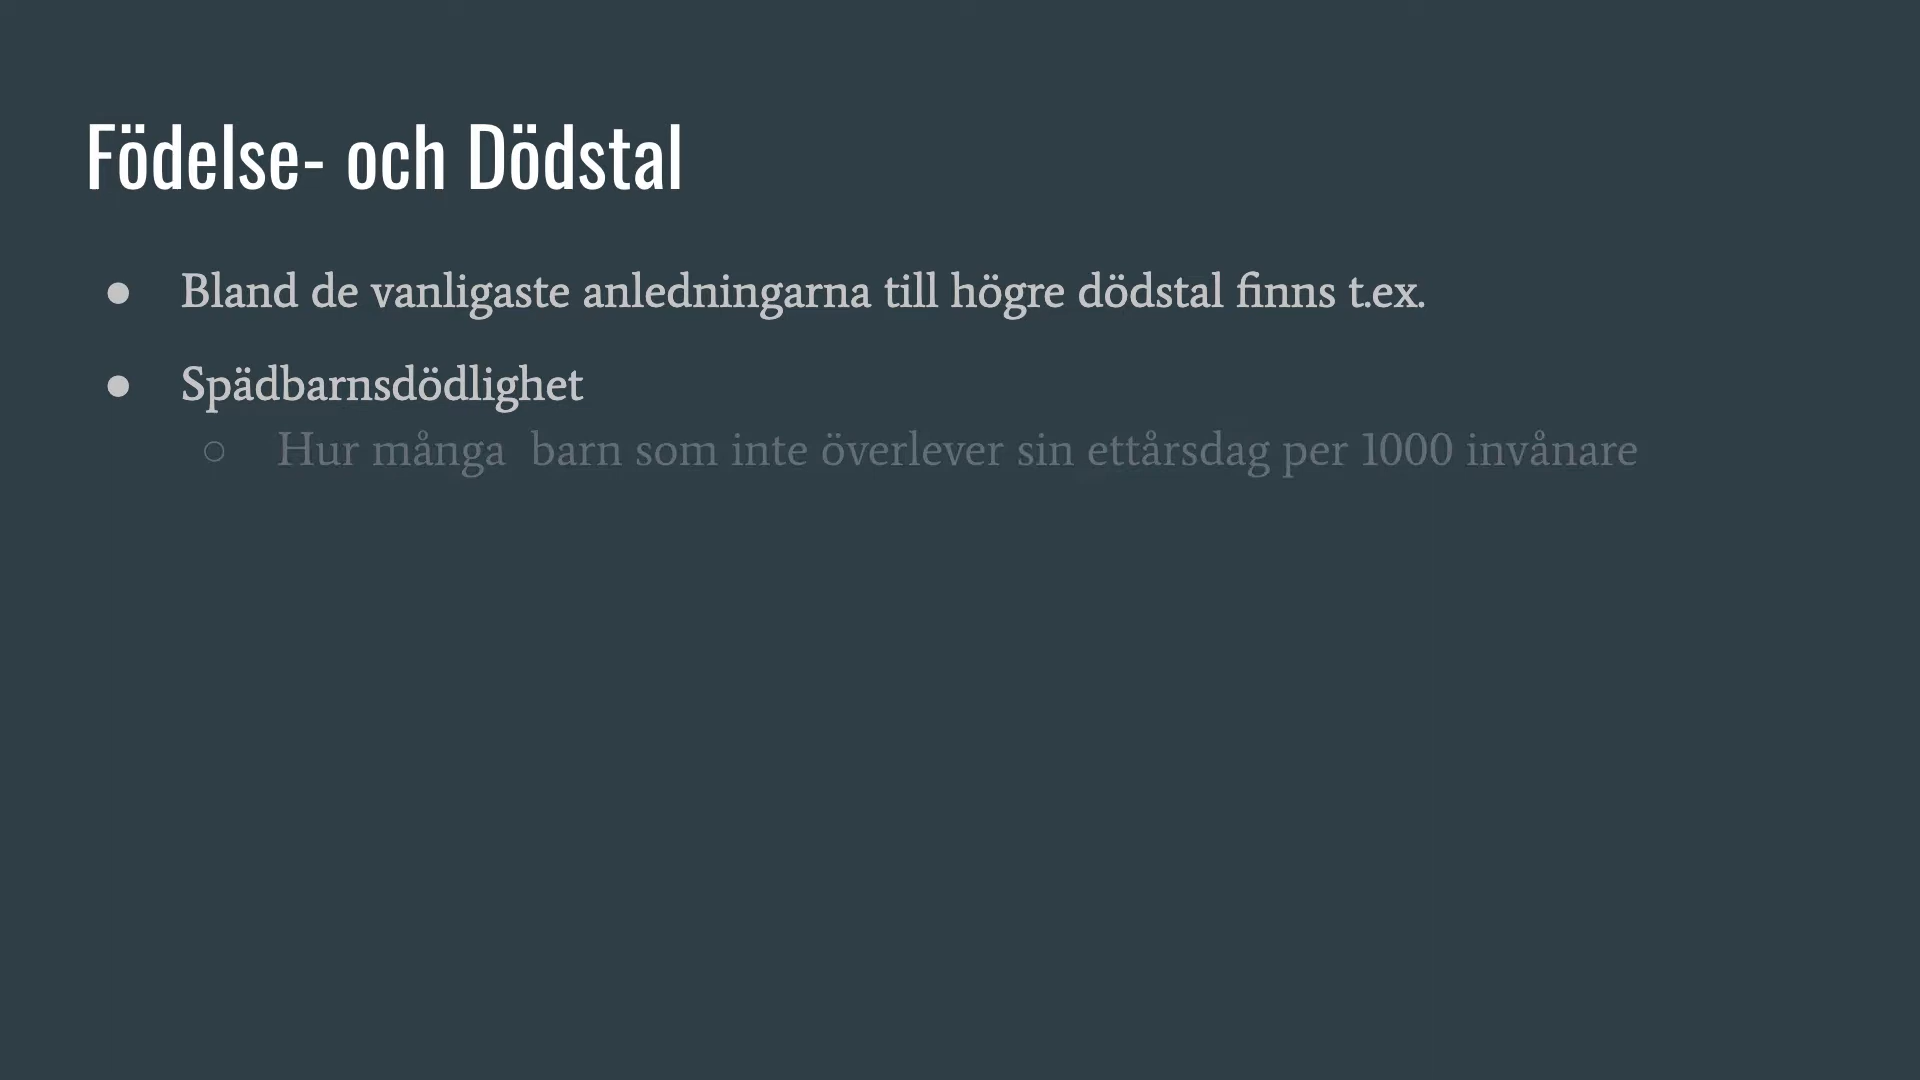 Födelse- och Dödstal
● Bland de vanligaste anledningarna till högre dödstal finns t.ex.
● Spädbarnsdödlighet
○ Hur många  barn som inte överlever sin ettårsdag per 1000 invånare